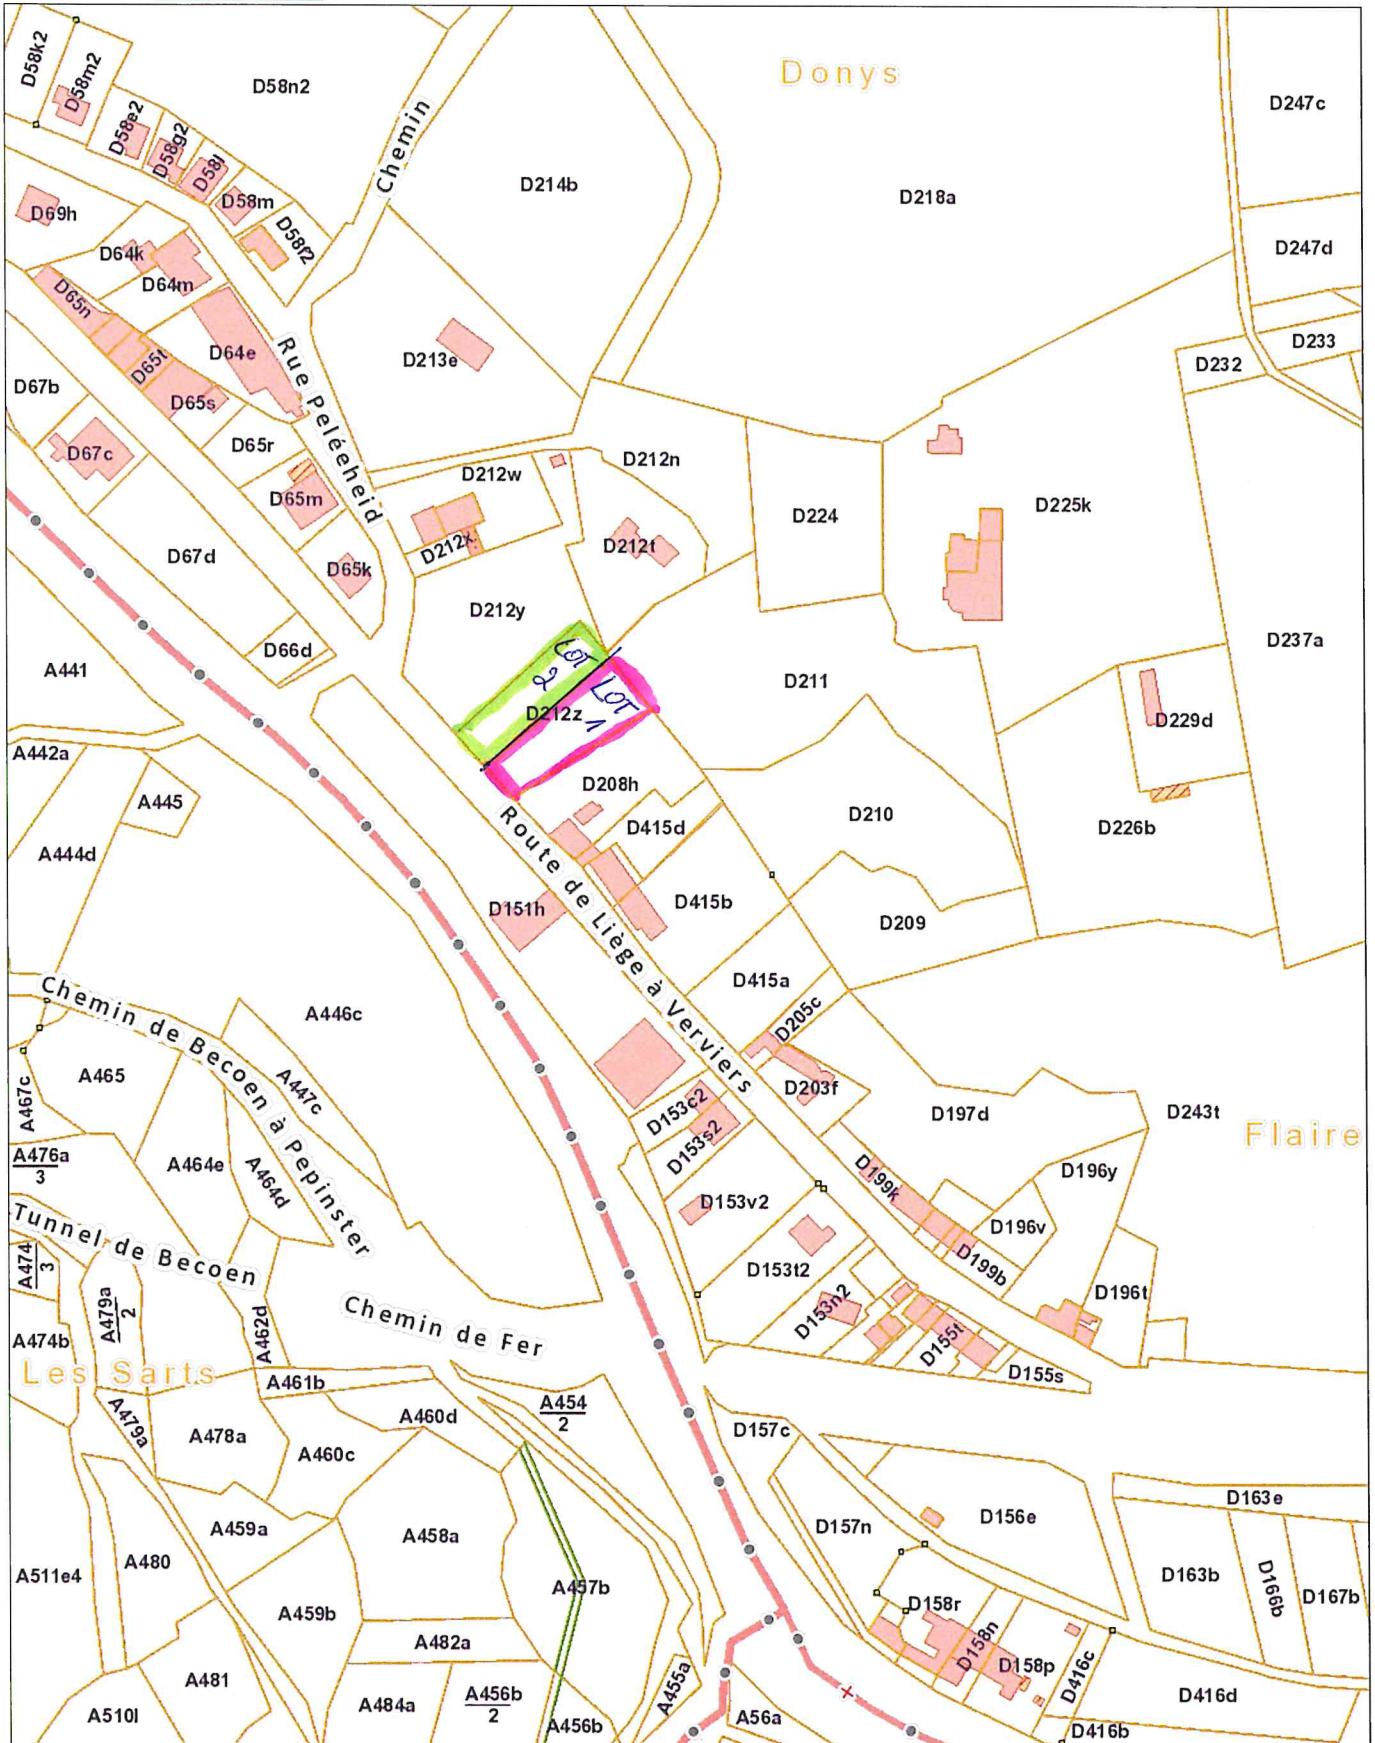 D58k2
D58m2
D58n2
Donys
D247c
D58e2
D58g2
D58l
Chemin
D214b
D218a
D58m
D69h
D58f2
D64k
D64m
D247d
D65n
D233
D65t
D64e
Rue Peléeheid
D213e
D232
D67b
D65s
D65r
D67c
D212w
D212n
D65m
D225k
D224
D212x
D212t
D67d
D65k
D212y
D66d
D237a
A441
LOT
2
LOT
1
D211
D212z
D229d
A442a
D208h
A445
D415d
D210
D226b
A444d
Route de Liège à Verviers
D151h
D415b
D209
D415a
Chemin de Becoen à Pepinster
A446c
D205c
A465
A447c
A467c
D203f
D153c2
D197d
D243t
D153s2
Flaire
A476a
3
A464e
A464d
D199k
D196y
D153v2
D196v
Tunnel de Becoen
A474
3
D153t2
D199b
A479a
2
D196t
A462d
Chemin de Fer
D153n2
A474b
D155t
Les Sarts
A461b
D155s
A479a
A454
2
A460d
A478a
D157c
A460c
D163e
A459a
A458a
D157n
D156e
A480
A511e4
A457b
D163b
D166b
D167b
A459b
D158r
A482a
D158n
D158p
A481
A455a
D416c
A484a
A456b
2
D416d
A510l
A456b
A56a
D416b